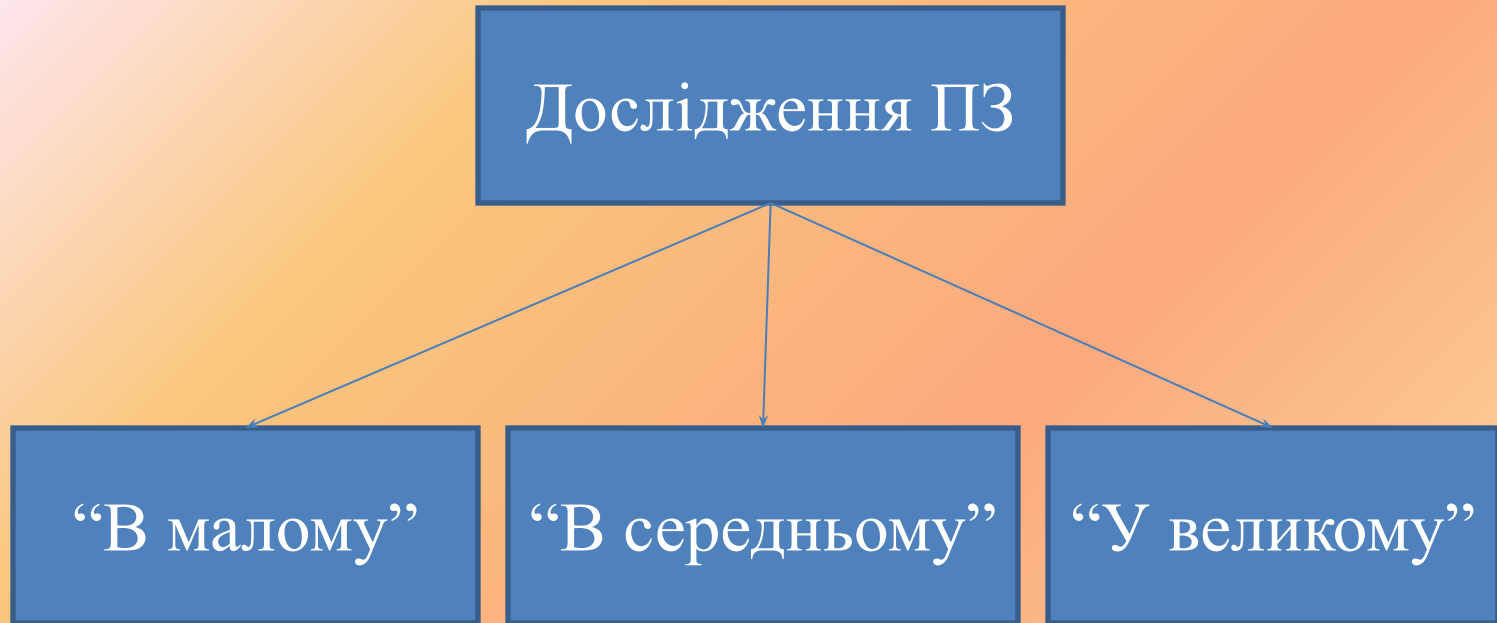 Дослідження ПЗ
“В малому”
“В середньому”
“У великому”